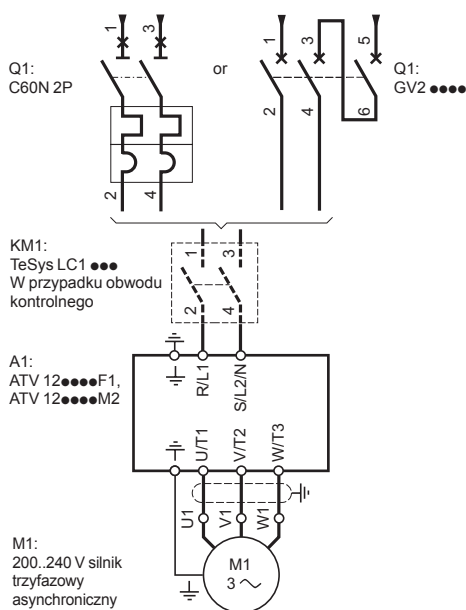 1 3 1 3 5
Q1:
C60N 2P
or
Q1:
GV2 ●●●●
2 4 6
2 4
KM1:
TeSys LC1 ●●●
W przypadku obwodu
kontrolnego
1 3
2 4
A1:
ATV 12●●●●F1,
ATV 12●●●●M2
R/L1 S/L2/N
U/T1 V/T2 W/T3
U1 V1 W1
M1:
200..240 V silnik
trzyfazowy
asynchroniczny
M1
3 ~